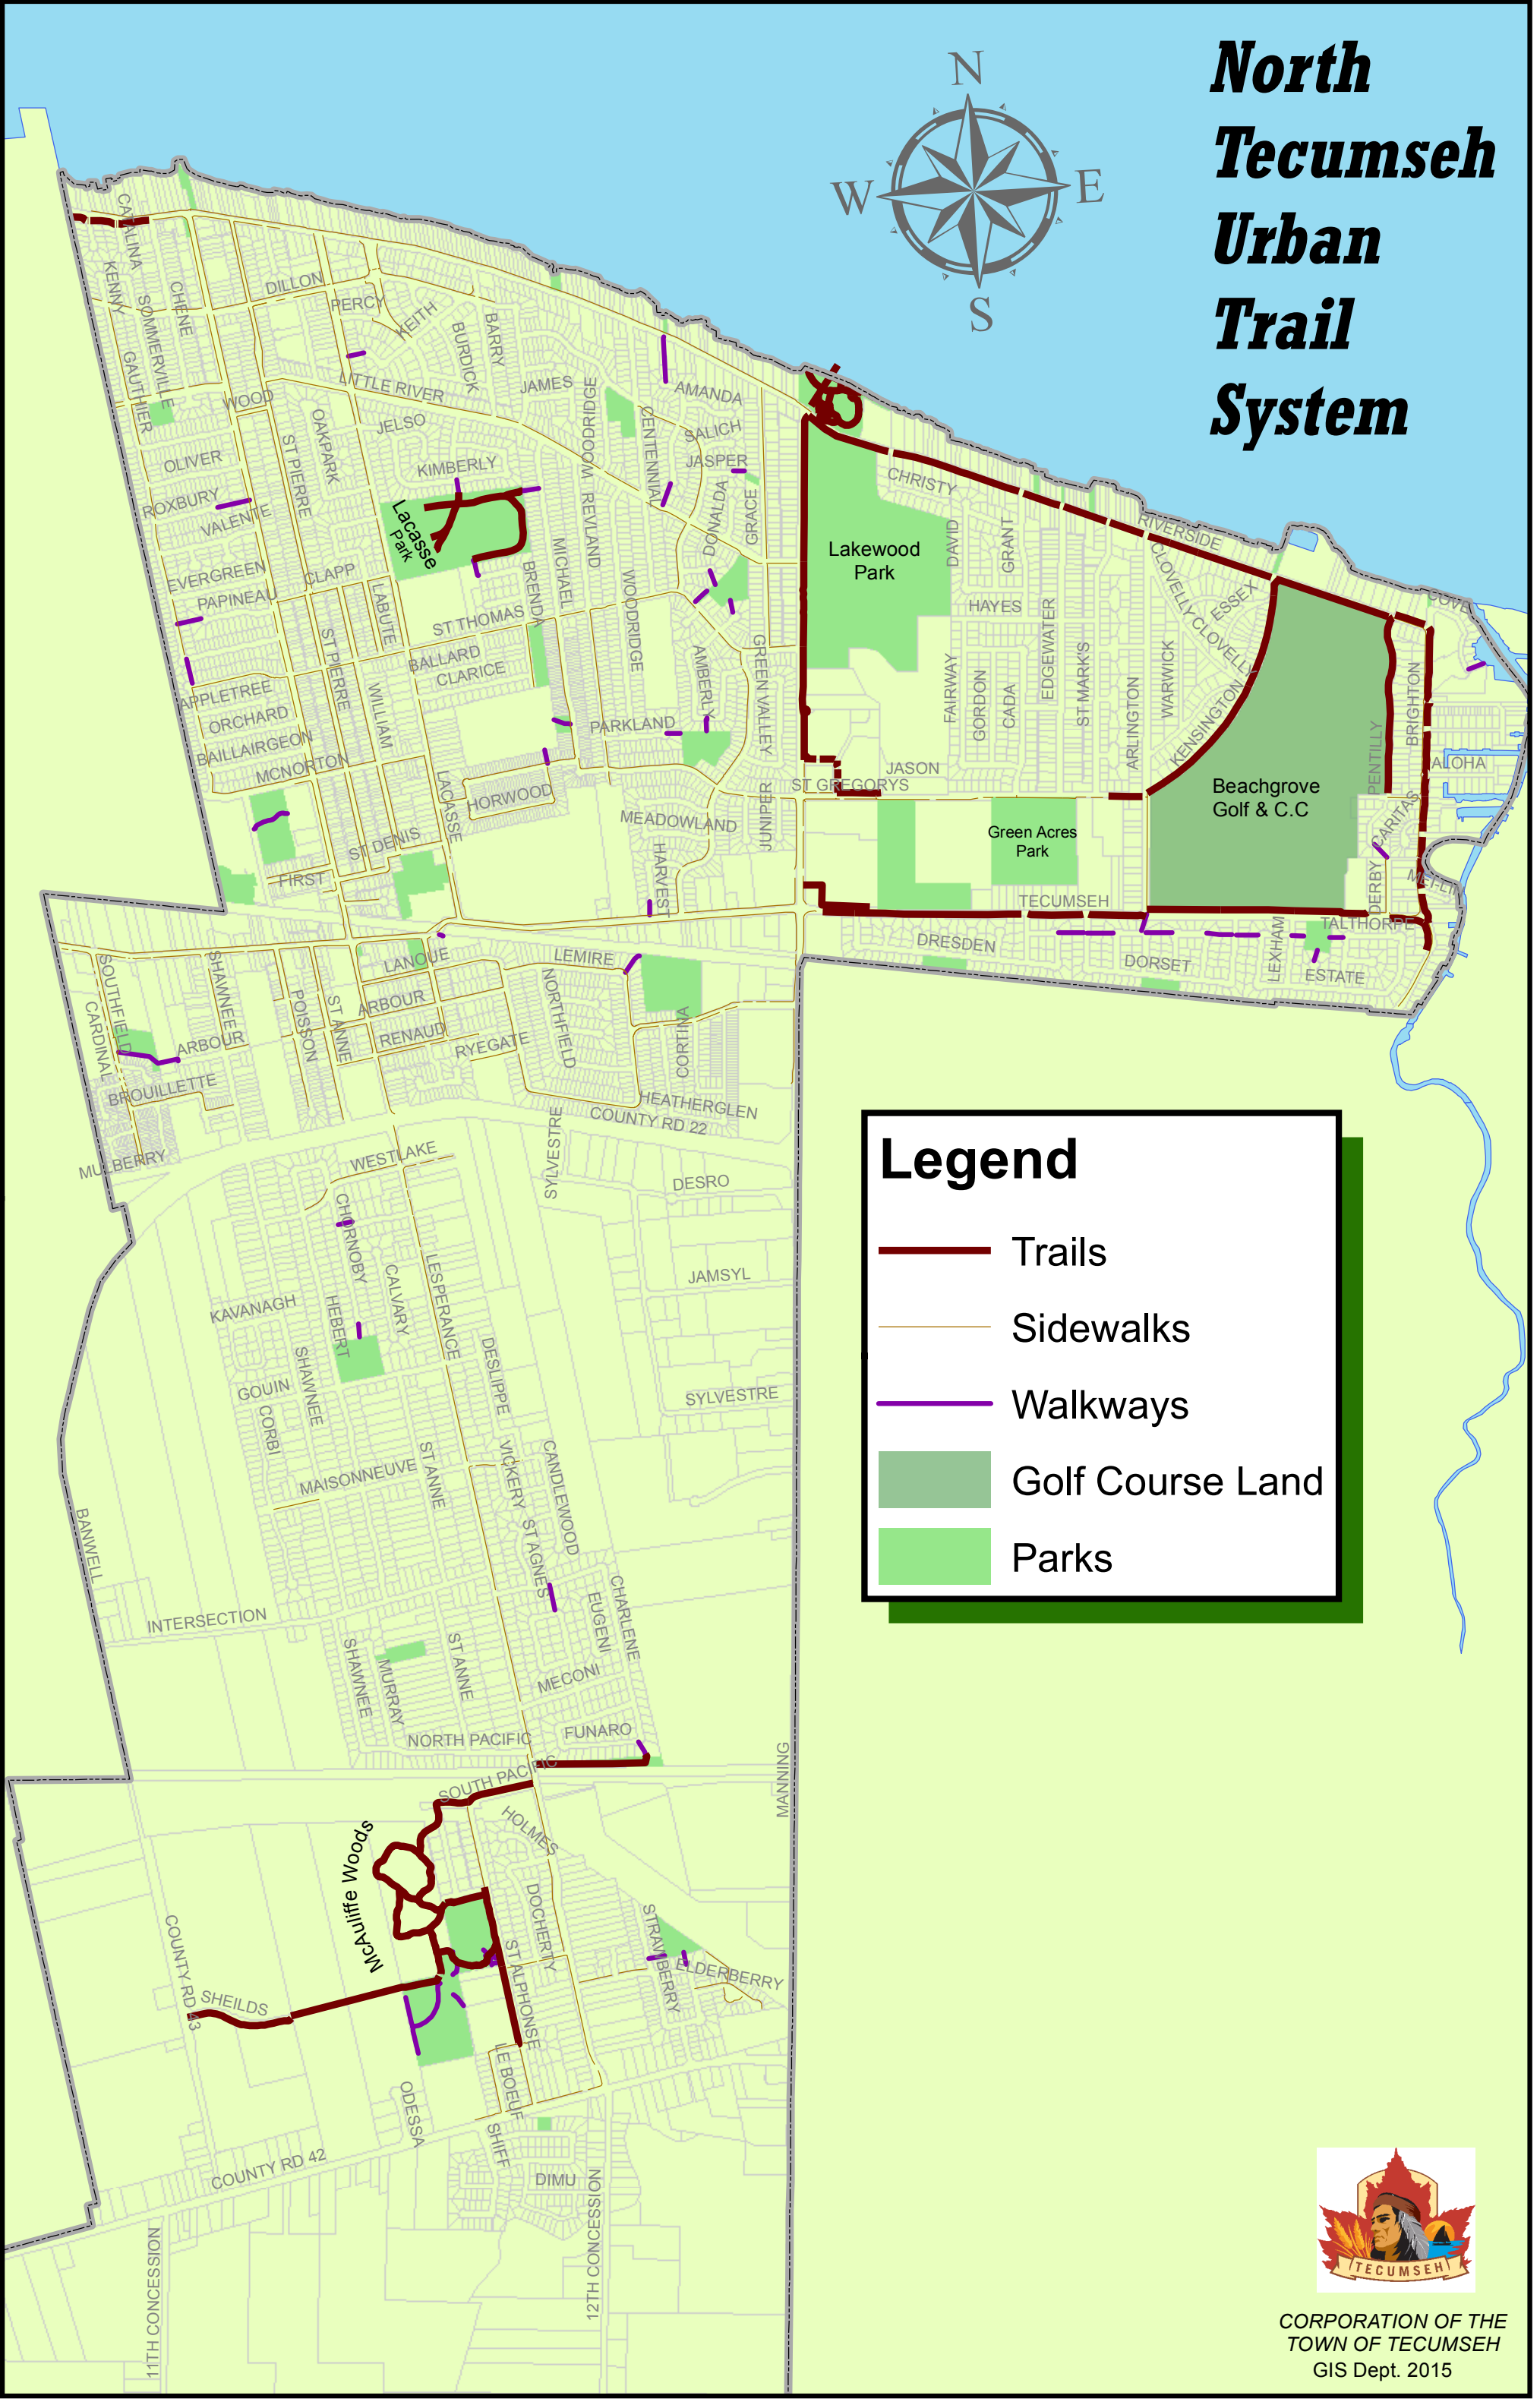 North
Tecumseh
Urban
Trail
System
N
W
E
S
CATALINA
KENNY
SOMMERVILLE
CHENE
GAUTHIER
DILLON
PERCY
KEITH
BURDICK
BARRY
LITTLE RIVER
JAMES
WOODRIDGE
AMANDA
WOOD
OAKPARK
JELSO
CENTENNIAL
SALICH
OLIVER
ST PIERRE
KIMBERLY
JASPER
ROXBURY
VALENTE
Lacasse
Park
REVLAND
DONALDA
GRACE
Lakewood
Park
CHRISTY
DAVID
GRANT
RIVERSIDE
EVERGREEN
CLAPP
PAPINEAU
LABUTE
BRENDA
MICHAEL
WOODRIDGE
ST THOMAS
HAYES
EDGEWATER
CLOVELLY
CLOVELLY
ESSEX
COVE
ST PIERRE
BALLARD
CLARICE
AMBERLY
GREEN VALLEY
FAIRWAY
GORDON
CADA
ST MARK'S
ARLINGTON
WARWICK
KENSINGTON
PENTILLY
BRIGHTON
APPLETREE
ORCHARD
BAILLAIRGEON
WILLIAM
PARKLAND
MCNORTON
LACASSE
HORWOOD
JASON
ST GREGORYS
ALOHA
Beachgrove
Golf & C.C
MEADOWLAND
JUNIPER
Green Acres
Park
CARITAS
ST DENIS
FIRST
HARVEST
TECUMSEH
DERBY
TALTHORPE
LANOUE
LEMIRE
DRESDEN
DORSET
LEXHAM
ESTATE
SOUTHFIELD
CARDINAL
SHAWNEE
POISSON
ST ANNE
ARBOUR
NORTHFIELD
ARBOUR
RENAUD
RYEGATE
CORTINA
BROUILLETTE
HEATHERGLEN
COUNTY RD 22
MULBERRY
WESTLAKE
SYLVESTRE
DESRO
CHORNOBY
LESPERANCE
CALVARY
JAMSYL
KAVANAGH
HEBERT
SHAWNEE
DESLIPPE
GOUIN
CORBI
SYLVESTRE
ST ANNE
VICKERY
CANDLEWOOD
MAISONNEUVE
BANWELL
ST AGNES
INTERSECTION
EUGENI
CHARLENE
SHAWNEE
MURRAY
ST ANNE
MECONI
NORTH PACIFIC
FUNARO
SOUTH PACIFIC
MANNING
HOLMES
McAuliffe Woods
DOCHERTY
COUNTY RD 43
ST ALPHONSE
STRAWBERRY
ELDERBERRY
SHEILDS
LE BOEUF
ODESSA
SHIFF
COUNTY RD 42
DIMU
11TH CONCESSION
12TH CONCESSION
Legend
Trails
Sidewalks
Walkways
Golf Course Land
Parks
TECUMSEH
CORPORATION OF THE
TOWN OF TECUMSEH
GIS Dept. 2015